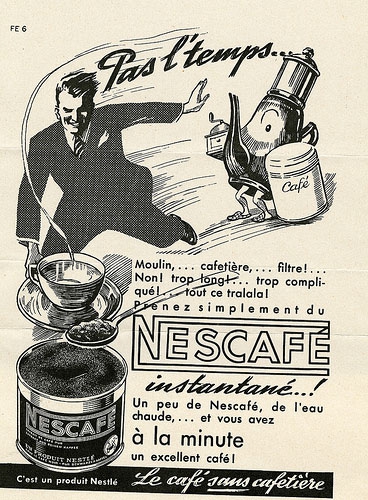 FE 6
Pas l'temps...
Café
Moulin,... cafetière,... filtre!...
Non! trop long!... trop compli-
qué!... tout ce tralala!
Prenez simplement du
NESCAFÉ
instantané...!
Un peu de Nescafé, de l'eau
chaude,... et vous avez
à la minute
un excellent café!
NESCAFÉ
UN PRODUIT NESTLÉ
C'est un produit Nestlé
Le café sans cafetière